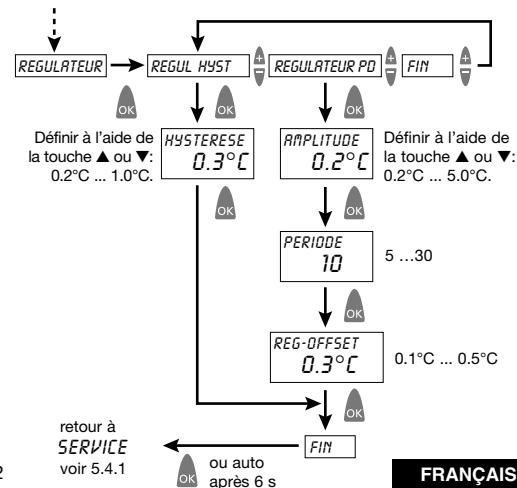 REGULATEUR
REGUL HYST
+
−
REGULATEUR PD
+
−
FIN
+
−
OK
OK
OK
Définir à l'aide de
la touche ▲ ou ▼:
0.2°C ... 1.0°C.
HYSTERESE
0.3°C
AMPLITUDE
0.2°C
Définir à l'aide de
la touche ▲ ou ▼:
0.2°C ... 5.0°C.
OK
OK
PERIODE
10
5 …30
OK
REG-OFFSET
0.3°C
0.1°C ... 0.5°C
OK
retour à
SERVICE
voir 5.4.1
FIN
OK
ou auto
après 6 s
2
FRANÇAIS